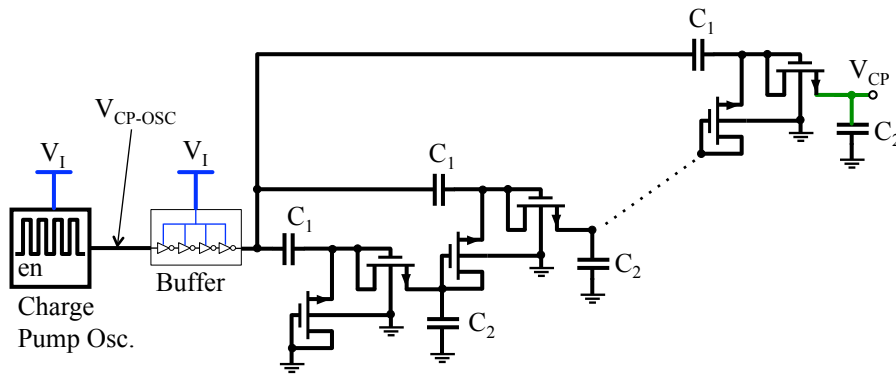 C1
VCP
VCP-OSC
C2
VI
VI
C1
C1
en
Buffer
C2
Charge
Pump Osc.
C2